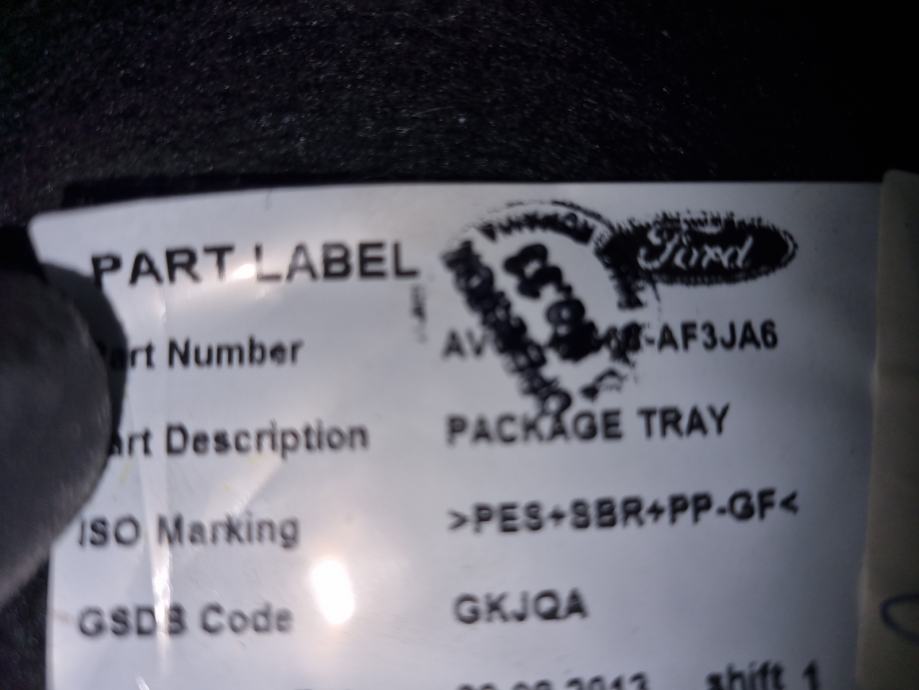 PART LABEL
Ford
Part Number -AF3JA6
Part Description PACKAGE TRAY
ISO Marking >PES+SBR+PP-GF<
GSDB Code GKJQA
shift 1